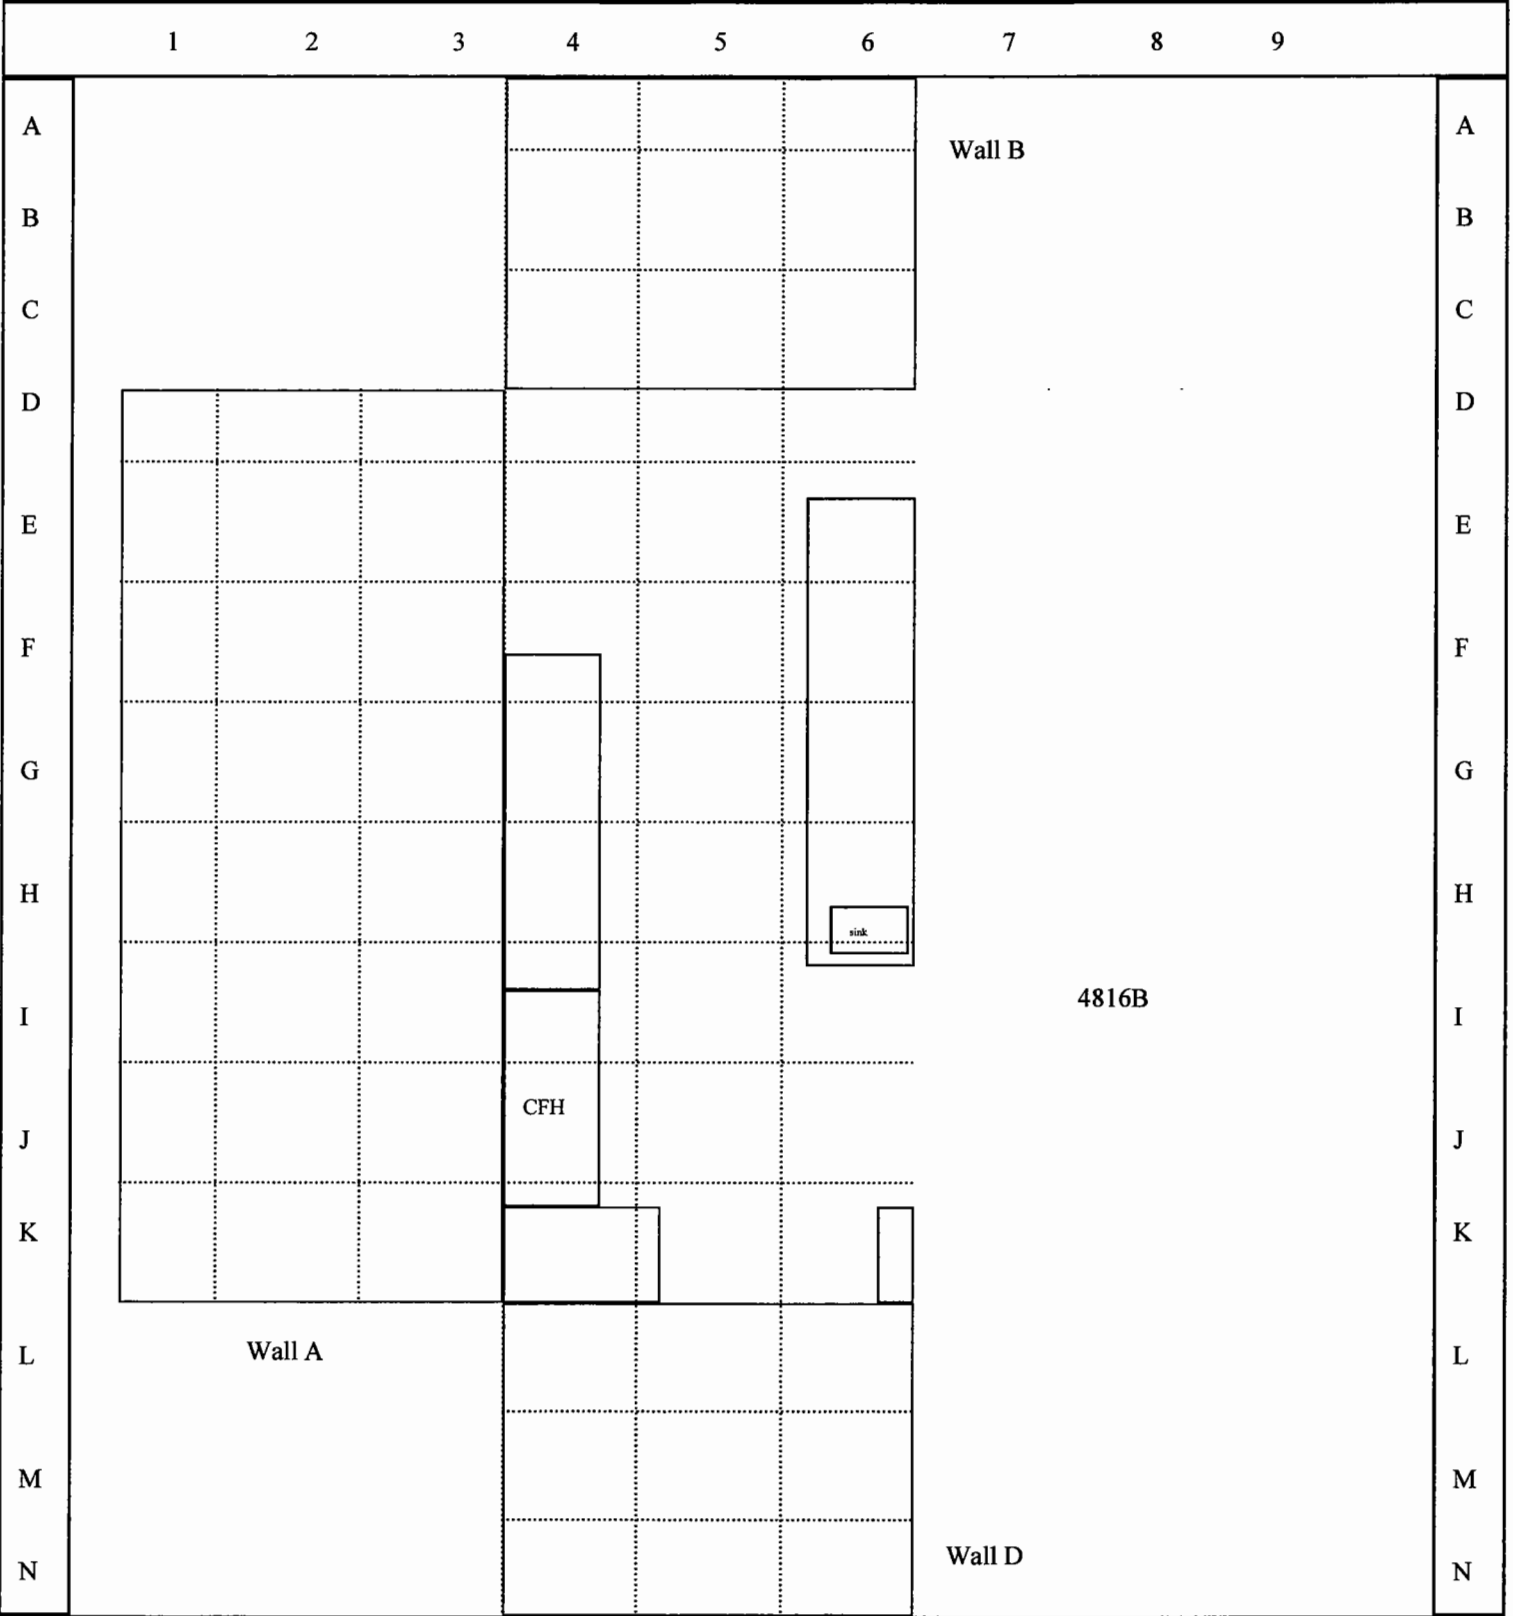 1 2 3 4 5 6 7 8 9
A A
Wall B
B B
C C
D D
E E
F F
G G
H H
sink
4816B
I I
CFH
J J
K K
Wall A
L L
M M
Wall D
N N